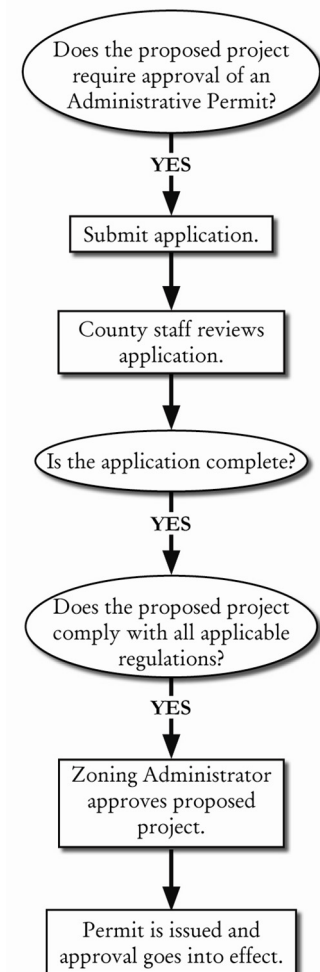 Does the proposed project
require approval of an
Administrative Permit?
YES
Submit application.
County staff reviews
application.
Is the application complete?
YES
Does the proposed project
comply with all applicable
regulations?
YES
Zoning Administrator
approves proposed
project.
Permit is issued and
approval goes into effect.